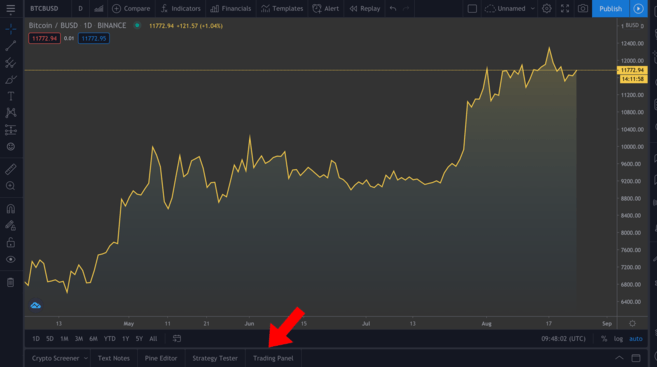 BTCBUSD D Compare Indicators Financials Templates Alert Replay Unnamed Publish
Bitcoin / BUSD 1D BINANCE 11772.94 +121.57 (+1.04%)
11772.94 0.01 11772.95
BUSD
12400.00
12000.00
11772.94
14:11:58
11200.00
10800.00
10400.00
10000.00
9600.00
9200.00
8800.00
8400.00
8000.00
7600.00
7200.00
6800.00
6400.00
13 May 11 21 Jun 15 Jul 13 Aug 17 Sep
1D 5D 1M 3M 6M YTD 1Y 5Y All 09:48:02 (UTC) % log auto
Crypto Screener Text Notes Pine Editor Strategy Tester Trading Panel